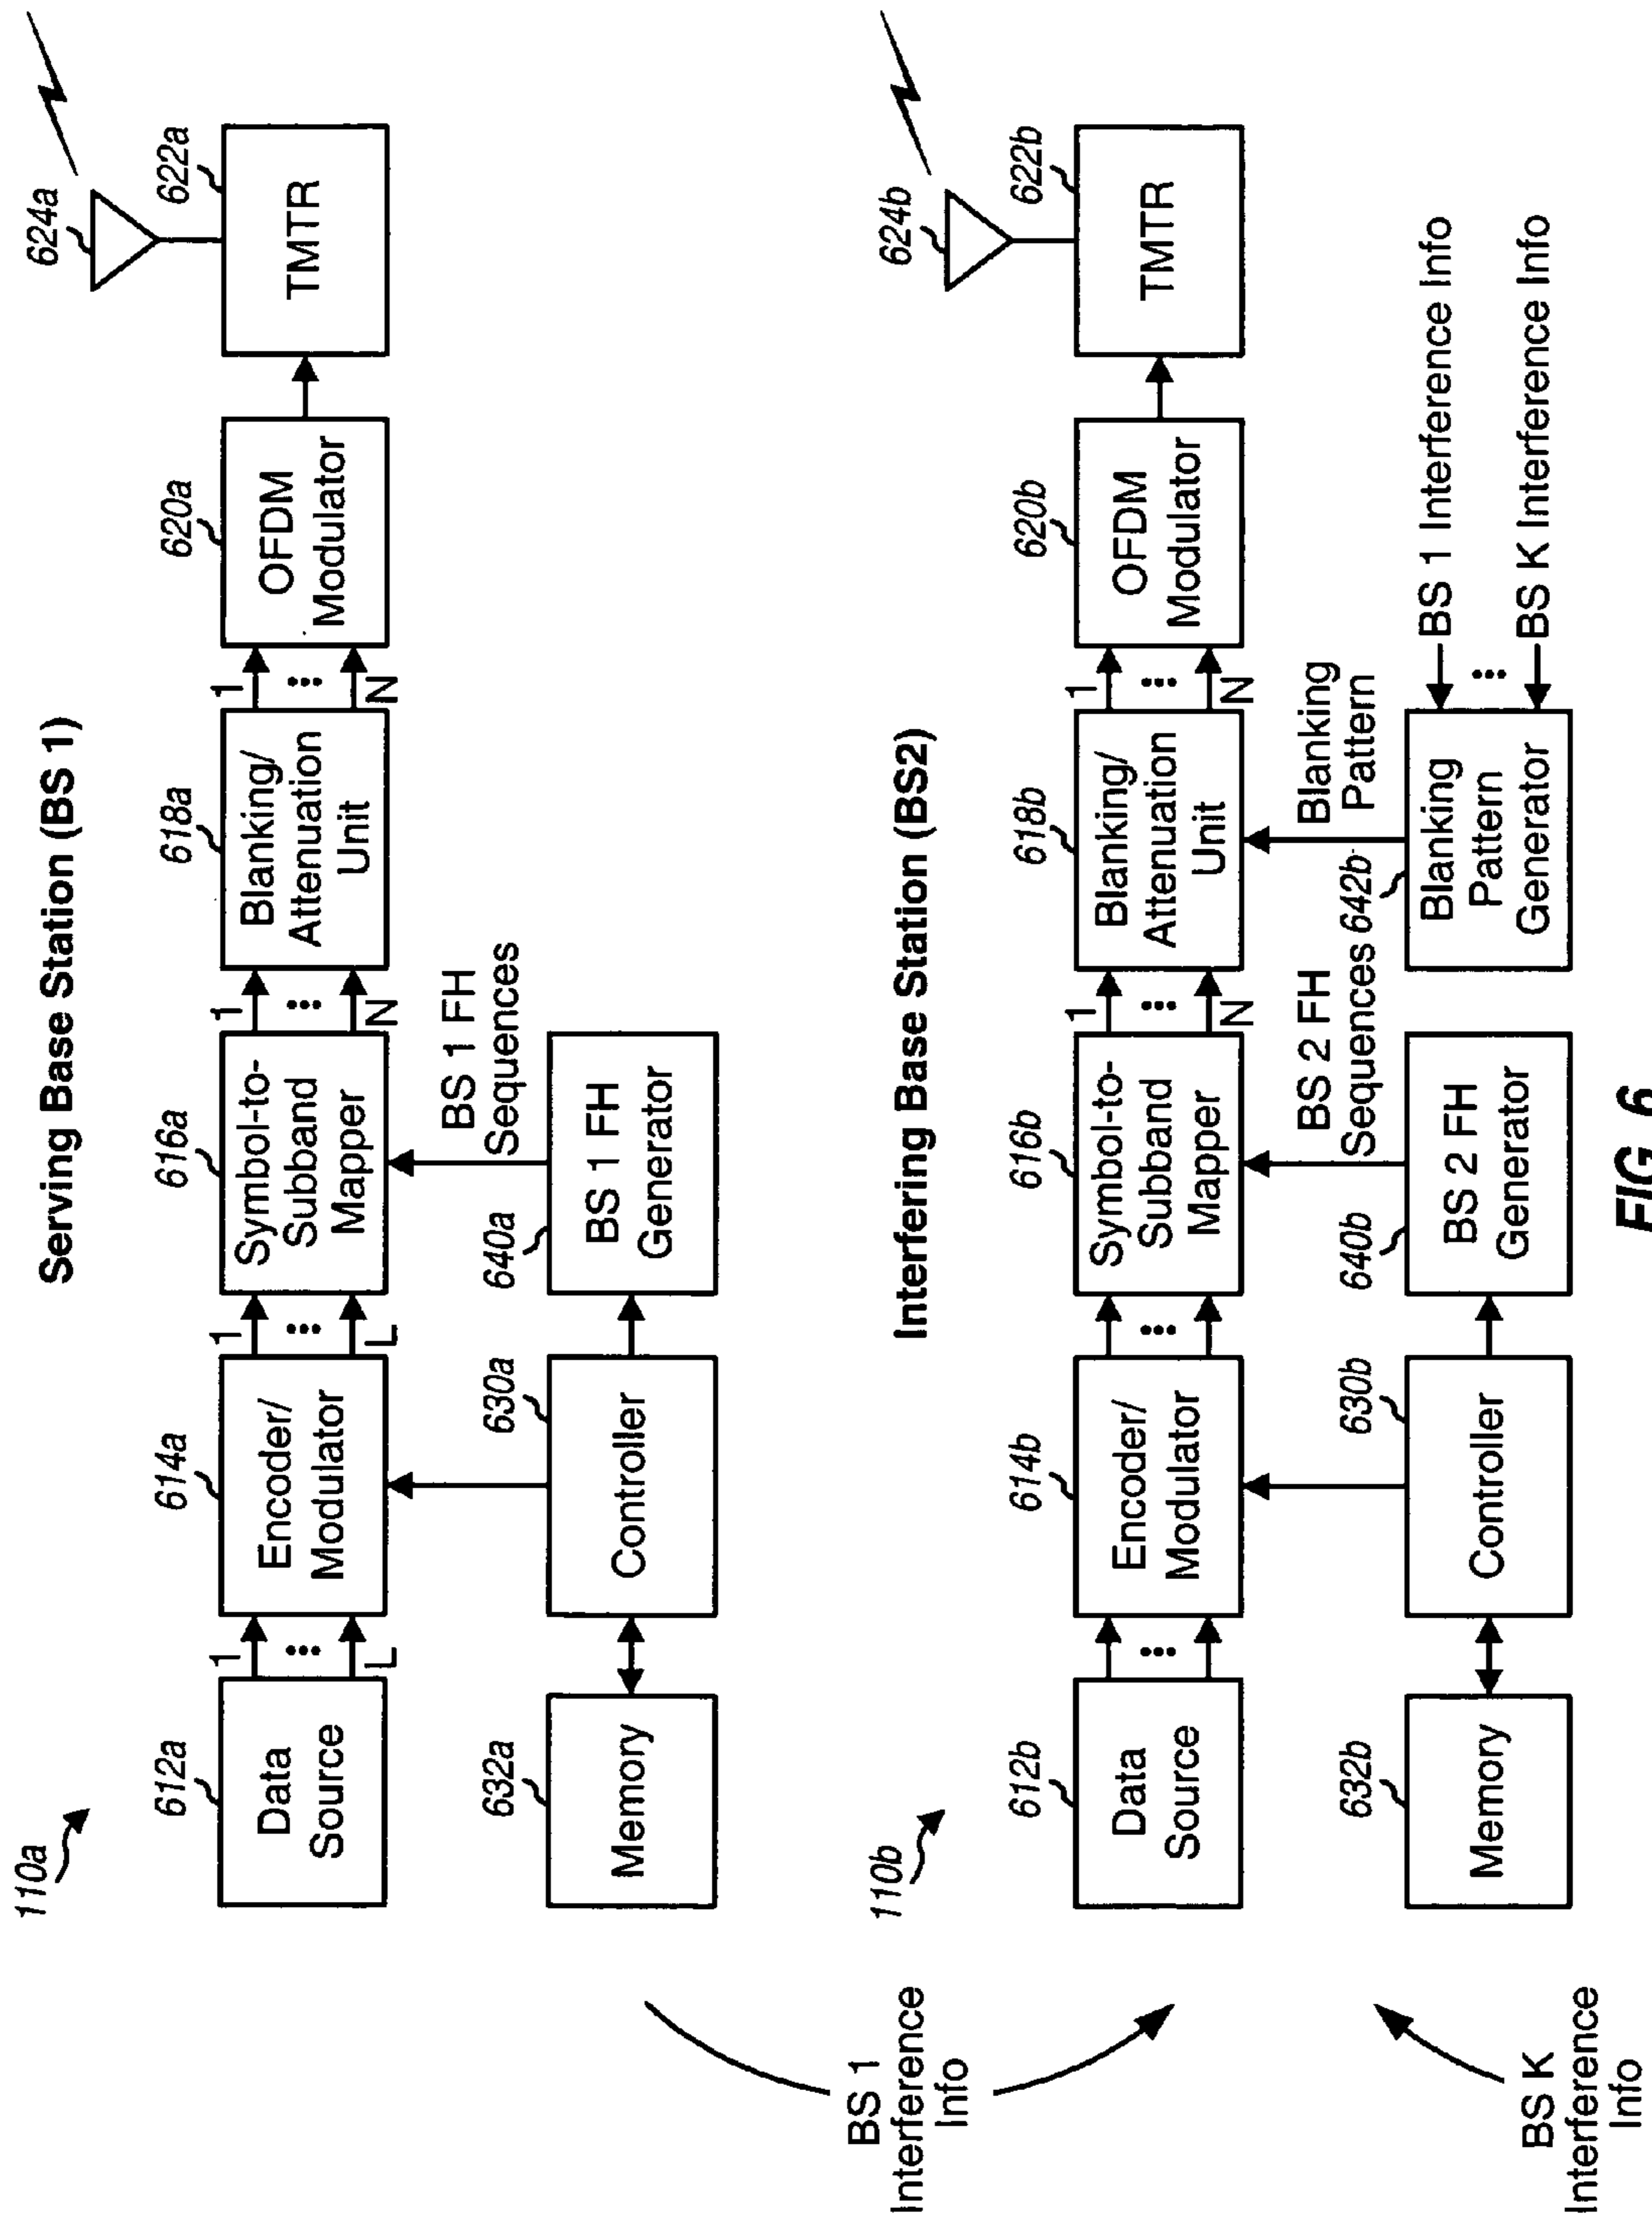 Serving Base Station (BS 1)
110a
612a
Data
Source
1
L
614a
Encoder/
Modulator
1
L
616a
Symbol-to-
Subband
Mapper
1
N
618a
Blanking/
Attenuation
Unit
1
N
620a
OFDM
Modulator
622a
TMTR
624a
632a
Memory
630a
Controller
640a
BS 1 FH
Generator
BS 1 FH
Sequences
BS 1
Interference
Info
Interfering Base Station (BS2)
110b
612b
Data
Source
614b
Encoder/
Modulator
616b
Symbol-to-
Subband
Mapper
1
N
618b
Blanking/
Attenuation
Unit
1
N
620b
OFDM
Modulator
622b
TMTR
624b
632b
Memory
630b
Controller
640b
BS 2 FH
Generator
BS 2 FH
Sequences
642b
Blanking
Pattern
Generator
Blanking
Pattern
BS 1 Interference Info
BS K Interference Info
BS K
Interference
Info
FIG. 6